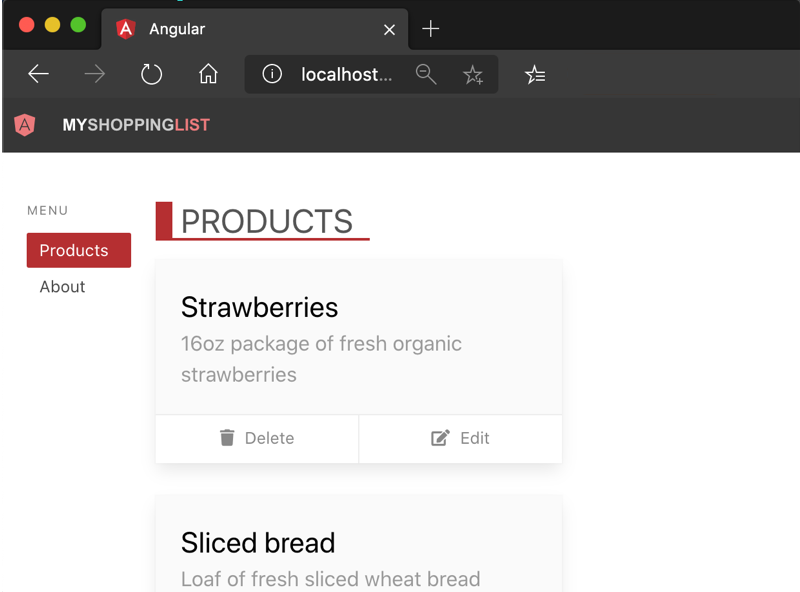 Angular
localhost...
MYSHOPPINGLIST
MENU
Products
About
PRODUCTS
Strawberries
16oz package of fresh organic
strawberries
Delete
Edit
Sliced bread
Loaf of fresh sliced wheat bread